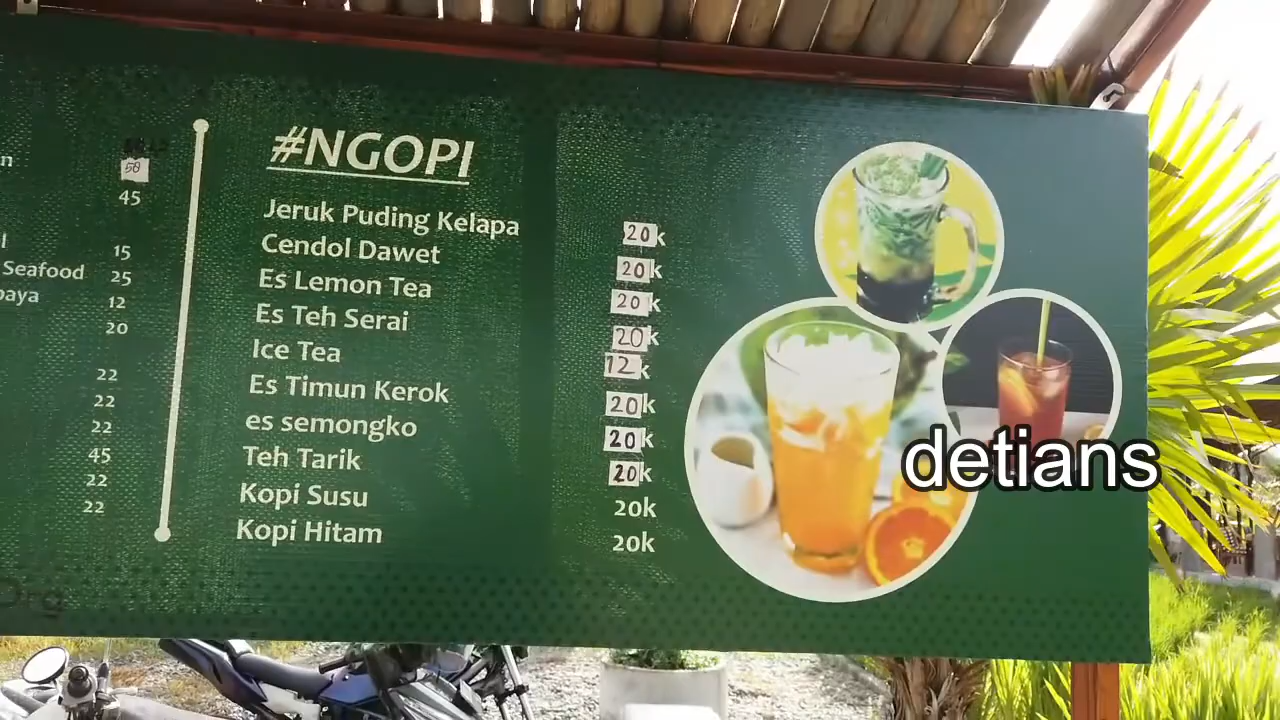 n
50
45
l
15
Seafood 25
paya 12
20
22
22
22
45
22
22
#NGOPI
Jeruk Puding Kelapa 20k
Cendol Dawet 20k
Es Lemon Tea 20k
Es Teh Serai 20k
Ice Tea 12k
Es Timun Kerok 20k
es semongko 20k
Teh Tarik 20k
Kopi Susu 20k
Kopi Hitam 20k
detians